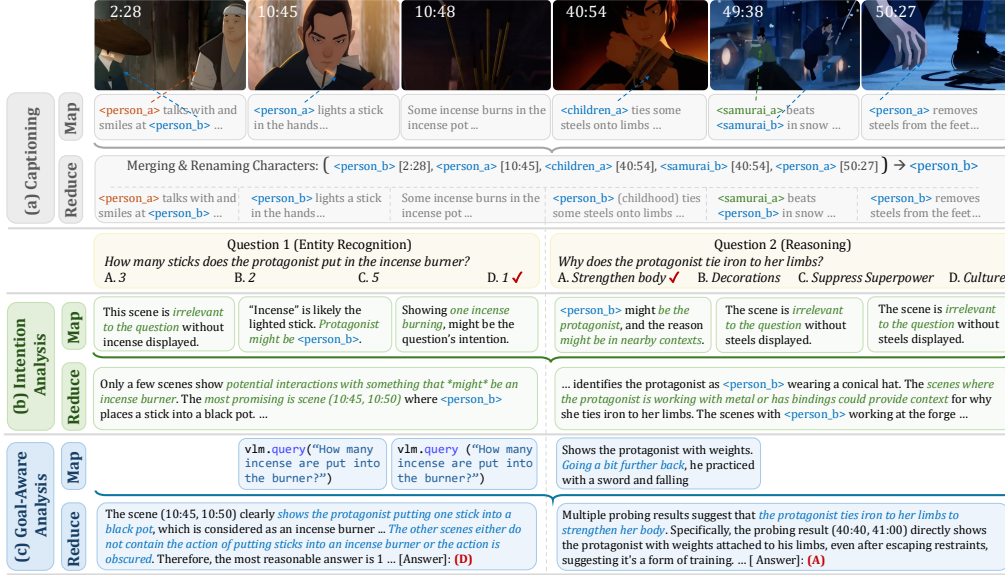 2:28
10:45
10:48
40:54
49:38
50:27
(a) Captioning
Map
<person_a> talks with and
smiles at <person_b> ...
<person_a> lights a stick
in the hands...
Some incense burns in the
incense pot ...
<children_a> ties some
steels onto limbs ...
<samurai_a> beats
<samurai_b> in snow ...
<person_a> removes
steels from the feet...
Reduce
Merging & Renaming Characters: ( <person_b> [2:28], <person_a> [10:45], <children_a> [40:54], <samurai_b> [40:54], <person_a> [50:27] ) → <person_b>
<person_a> talks with and
smiles at <person_b> ...
<person_b> lights a stick
in the hands...
Some incense burns in the
incense pot ...
<person_b> (childhood) ties
some steels onto limbs ...
<samurai_a> beats
<person_b> in snow ...
<person_b> removes
steels from the feet...
Question 1 (Entity Recognition)
How many sticks does the protagonist put in the incense burner?
A. 3 B. 2 C. 5 D. 1 ✓
Question 2 (Reasoning)
Why does the protagonist tie iron to her limbs?
A. Strengthen body ✓ B. Decorations C. Suppress Superpower D. Culture
(b) Intention
Analysis
Map
This scene is irrelevant
to the question without
incense displayed.
"Incense" is likely the
lighted stick. Protagonist
might be <person_b>.
Showing one incense
burning, might be the
question's intention.
<person_b> might be the
protagonist, and the reason
might be in nearby contexts.
The scene is irrelevant
to the question without
steels displayed.
The scene is irrelevant
to the question without
steels displayed.
Reduce
Only a few scenes show potential interactions with something that *might* be an
incense burner. The most promising is scene (10:45, 10:50) where <person_b>
places a stick into a black pot. ...
... identifies the protagonist as <person_b> wearing a conical hat. The scenes where
the protagonist is working with metal or has bindings could provide context for why
she ties iron to her limbs. The scenes with <person_b> working at the forge ...
(c) Goal-Aware
Analysis
Map
vlm.query("How many
incense are put into
the burner?")
vlm.query ("How many
incense are put into
the burner?")
Shows the protagonist with weights.
Going a bit further back, he practiced
with a sword and falling
Reduce
The scene (10:45, 10:50) clearly shows the protagonist putting one stick into a
black pot, which is considered as an incense burner ... The other scenes either do
not contain the action of putting sticks into an incense burner or the action is
obscured. Therefore, the most reasonable answer is 1 ... [Answer]: (D)
Multiple probing results suggest that the protagonist ties iron to her limbs to
strengthen her body. Specifically, the probing result (40:40, 41:00) directly shows
the protagonist with weights attached to his limbs, even after escaping restraints,
suggesting it's a form of training. ... [ Answer]: (A)